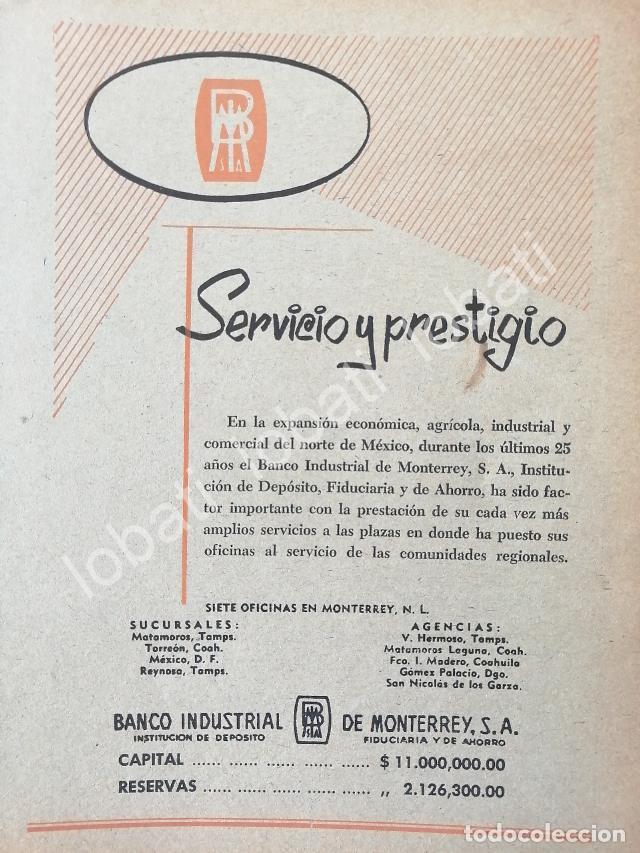 Servicio y prestigio
En la expansión económica, agrícola, industrial y
comercial del norte de México, durante los últimos 25
años el Banco Industrial de Monterrey, S. A., Institu-
ción de Depósito, Fiduciaria y de Ahorro, ha sido fac-
tor importante con la prestación de su cada vez más
amplios servicios a las plazas en donde ha puesto sus
oficinas al servicio de las comunidades regionales.
SIETE OFICINAS EN MONTERREY, N. L.
SUCURSALES:
Matamoros, Tamps.
Torreón, Coah.
México, D. F.
Reynosa, Tamps.
AGENCIAS:
V. Hermoso, Tamps.
Matamoros Laguna, Coah.
Fco. I. Madero, Coahuila
Gómez Palacio, Dgo.
San Nicolás de los Garza.
BANCO INDUSTRIAL DE MONTERREY, S. A.
INSTITUCION DE DEPOSITO FIDUCIARIA Y DE AHORRO
CAPITAL ...... ...... ...... ...... ...... $ 11.000,000.00
RESERVAS ...... ...... ...... ...... ...... ,, 2.126,300.00
lobati lobati lobati
todocoleccion